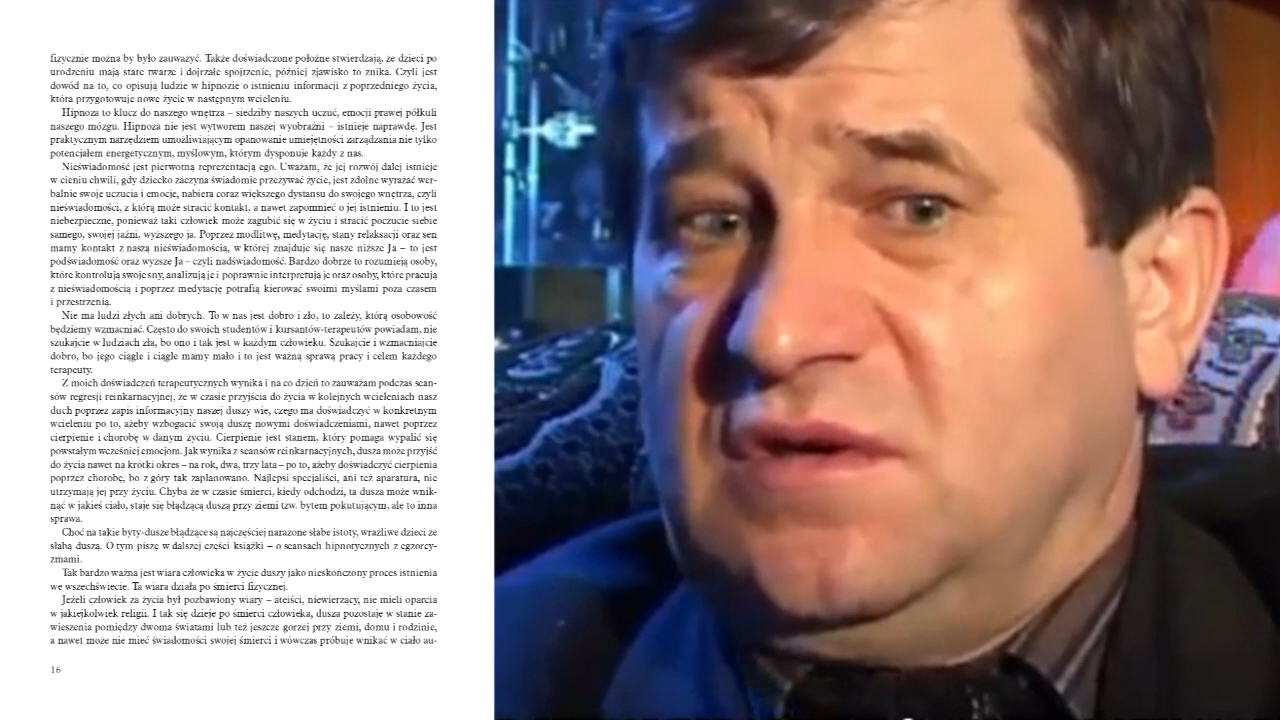 fizycznie można by było zauważyć. Także doświadczone położne stwierdzają, że dzieci po
urodzeniu mają stare twarze i dojrzałe spojrzenie, później zjawisko to znika. Czyli jest
dowód na to, co opisują ludzie w hipnozie o istnieniu informacji z poprzedniego życia,
która przygotowuje nowe życie w następnym wcieleniu.
Hipnoza to klucz do naszego wnętrza – siedziby naszych uczuć, emocji prawej półkuli
naszego mózgu. Hipnoza nie jest wytworem naszej wyobraźni – istnieje naprawdę. Jest
praktycznym narzędziem umożliwiającym opanowanie umiejętności zarządzania nie tylko
potencjałem energetycznym, myślowym, którym dysponuje każdy z nas.
Nieświadomość jest pierwotną reprezentacją ego. Uważam, że jej rozwój dalej istnieje
w cieniu chwili, gdy dziecko zaczyna świadomie przeżywać życie, jest zdolne wyrażać wer-
balnie swoje uczucia i emocje, nabiera coraz większego dystansu do swojego wnętrza, czyli
nieświadomości, z którą może stracić kontakt, a nawet zapomnieć o jej istnieniu. I to jest
niebezpieczne, ponieważ taki człowiek może zagubić się w życiu i stracić poczucie siebie
samego, swojej jaźni, wyższego ja. Poprzez modlitwę, medytację, stany relaksacji oraz sen
mamy kontakt z naszą nieświadomością, w której znajduje się nasze niższe Ja – to jest
podświadomość oraz wyższe Ja – czyli nadświadomość. Bardzo dobrze to rozumieją osoby,
które kontrolują swoje sny, analizują je i poprawnie interpretują je oraz osoby, które pracują
z nieświadomością i poprzez medytację potrafią kierować swoimi myślami poza czasem
i przestrzenią.
Nie ma ludzi złych ani dobrych. To w nas jest dobro i zło, to zależy, którą osobowość
będziemy wzmacniać. Często do swoich studentów i kursantów-terapeutów powiadam, nie
szukajcie w ludziach zła, bo ono i tak jest w każdym człowieku. Szukajcie i wzmacniajcie
dobro, bo jego ciągle i ciągle mamy mało i to jest ważną sprawą pracy i celem każdego
terapeuty.
Z moich doświadczeń terapeutycznych wynika i na co dzień to zauważam podczas sean-
sów regresji reinkarnacyjnej, że w czasie przyjścia do życia w kolejnych wcieleniach nasz
duch poprzez zapis informacyjny naszej duszy wie, czego ma doświadczyć w konkretnym
wcieleniu po to, ażeby wzbogacić swoją duszę nowymi doświadczeniami, nawet poprzez
cierpienie i chorobę w danym życiu. Cierpienie jest stanem, który pomaga wypalić się
powstałym wcześniej emocjom. Jak wynika z seansów reinkarnacyjnych, dusza może przyjść
do życia nawet na krótki okres – na rok, dwa, trzy lata – po to, ażeby doświadczyć cierpienia
poprzez chorobę, bo z góry tak zaplanowano. Najlepsi specjaliści, ani też aparatura, nie
utrzymają jej przy życiu. Chyba że w czasie śmierci, kiedy odchodzi, ta dusza może wnik-
nąć w jakieś ciało, staje się błądzącą duszą przy ziemi tzw. bytem pokutującym, ale to inna
sprawa.
Choć na takie byty-dusze błądzące są najczęściej narażone słabe istoty, wrażliwe dzieci ze
słabą duszą. O tym piszę w dalszej części książki – o seansach hipnotycznych z egzorcy-
zmami.
Tak bardzo ważna jest wiara człowieka w życie duszy jako nieskończony proces istnienia
we wszechświecie. Ta wiara działa po śmierci fizycznej.
Jeżeli człowiek za życia był pozbawiony wiary – ateiści, niewierzący, nie mieli oparcia
w jakiejkolwiek religii. I tak się dzieje po śmierci człowieka, dusza pozostaje w stanie za-
wieszenia pomiędzy dwoma światami lub też jeszcze gorzej przy ziemi, domu i rodzinie,
a nawet może nie mieć świadomości swojej śmierci i wówczas próbuje wnikać w ciało au-
16